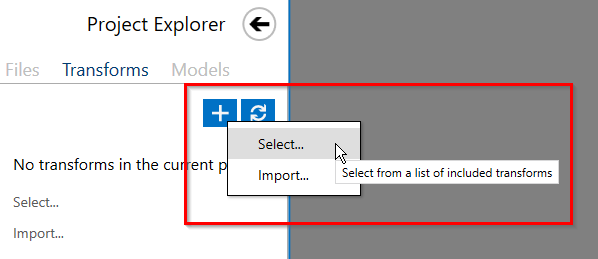 Project Explorer
Files Transforms Models
Select...
No transforms in the current p
Import...
Select from a list of included transforms
Select...
Import...